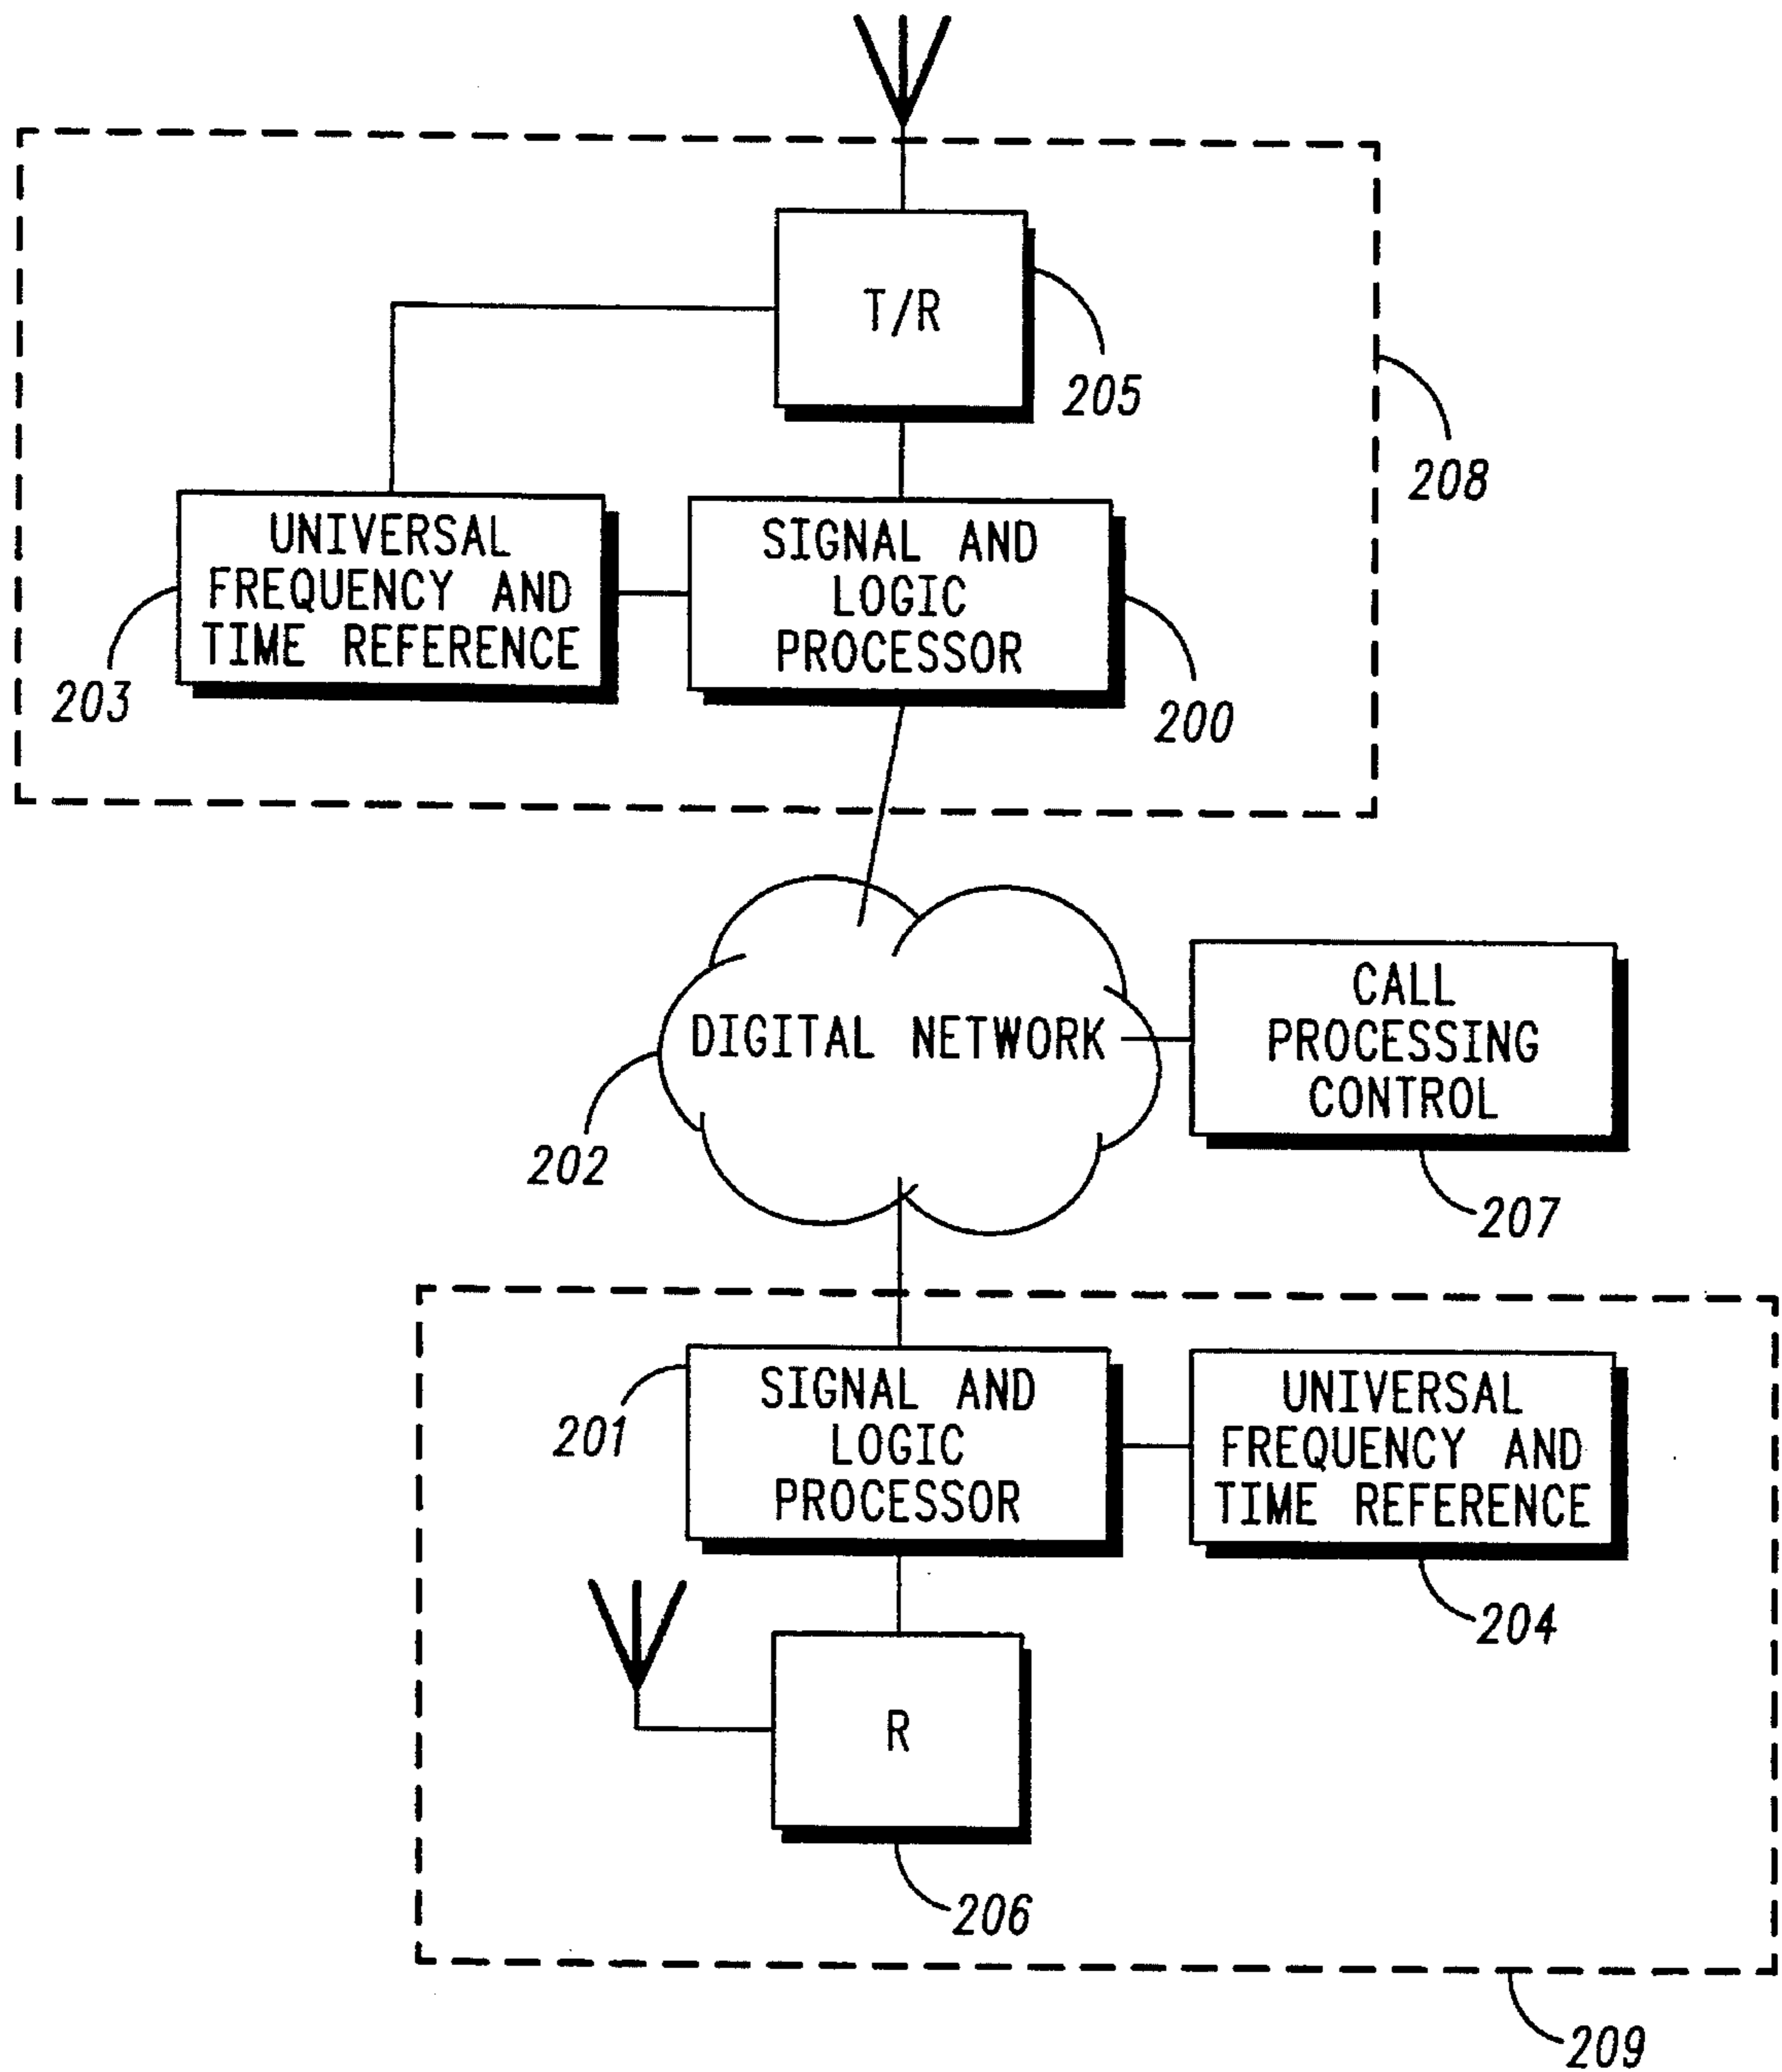 T/R
205
208
UNIVERSAL
FREQUENCY AND
TIME REFERENCE
203
SIGNAL AND
LOGIC
PROCESSOR
200
DIGITAL NETWORK
202
CALL
PROCESSING
CONTROL
207
SIGNAL AND
LOGIC
PROCESSOR
201
UNIVERSAL
FREQUENCY AND
TIME REFERENCE
204
R
206
209